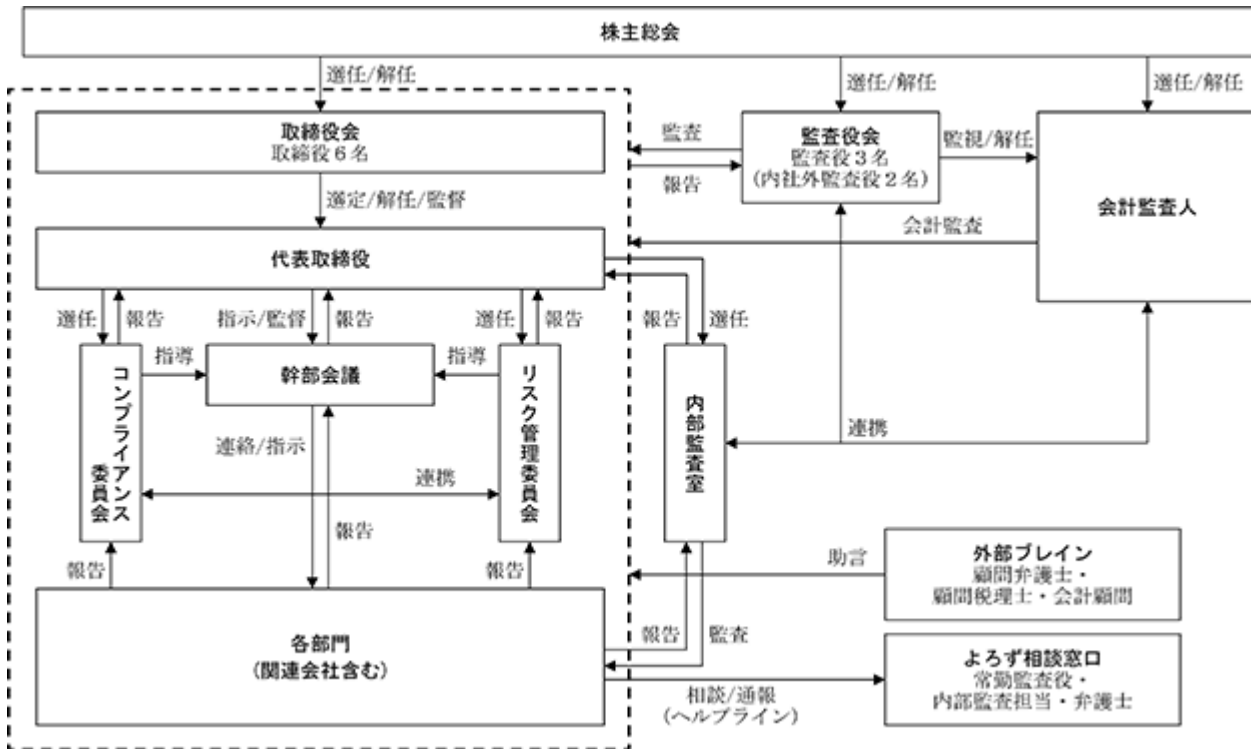 株主総会
選任/解任
選任/解任
選任/解任
取締役会
取締役6名
監査
報告
監査役会
監査役3名
(内社外監査役2名)
監視/解任
会計監査人
選定/解任/監督
会計監査
代表取締役
選任
報告
指示/監督
報告
選任
報告
報告
選任
指導
幹部会議
指導
コンプライアンス
委員会
リスク管理委員会
内部監査室
連絡/指示
連携
連携
報告
報告
報告
助言
外部ブレイン
顧問弁護士・
顧問税理士・会計顧問
各部門
(関連会社含む)
報告
監査
相談/通報
(ヘルプライン)
よろず相談窓口
常勤監査役・
内部監査担当・弁護士